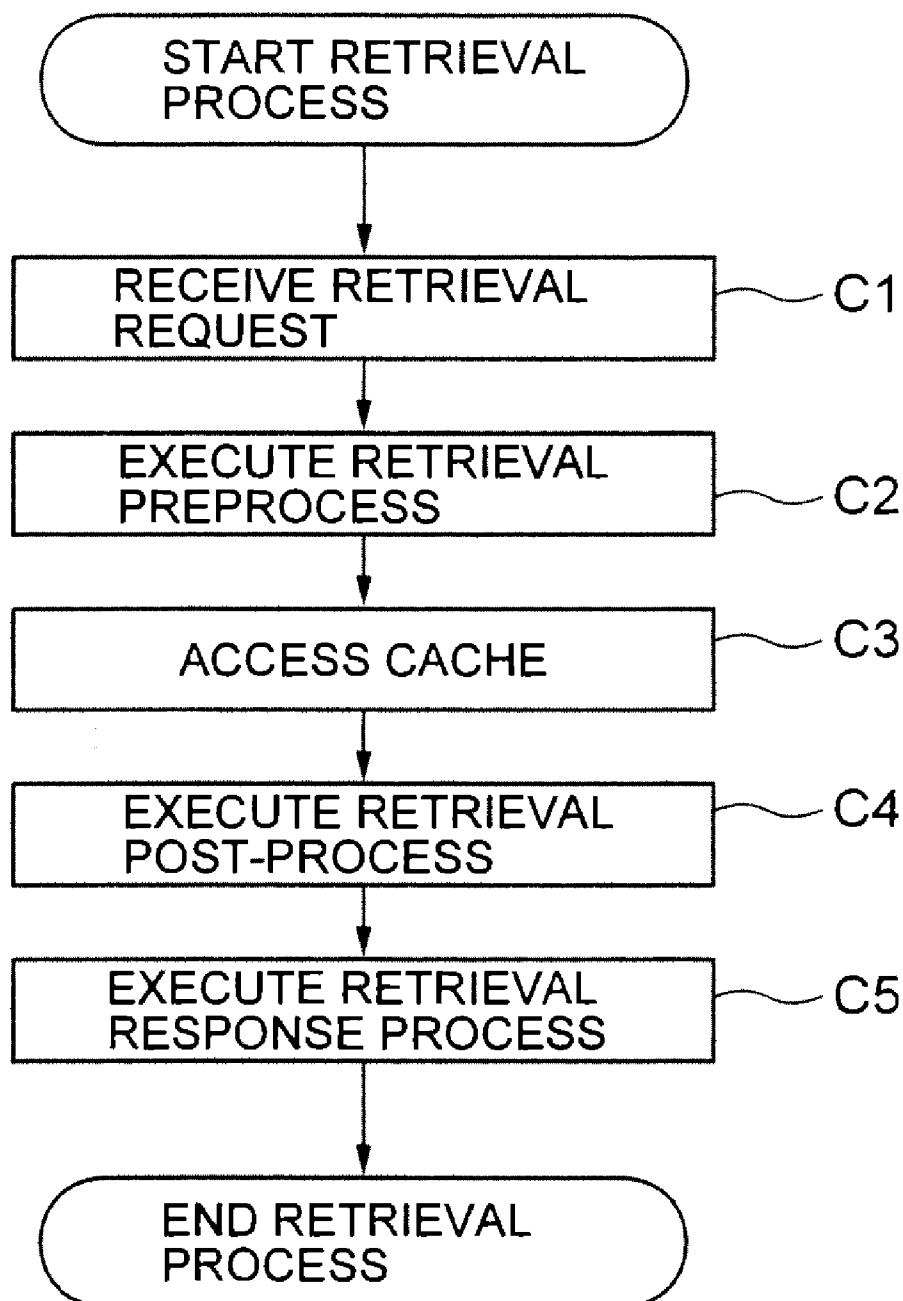 START RETRIEVAL
PROCESS
RECEIVE RETRIEVAL
REQUEST
C1
EXECUTE RETRIEVAL
PREPROCESS
C2
ACCESS CACHE
C3
EXECUTE RETRIEVAL
POST-PROCESS
C4
EXECUTE RETRIEVAL
RESPONSE PROCESS
C5
END RETRIEVAL
PROCESS